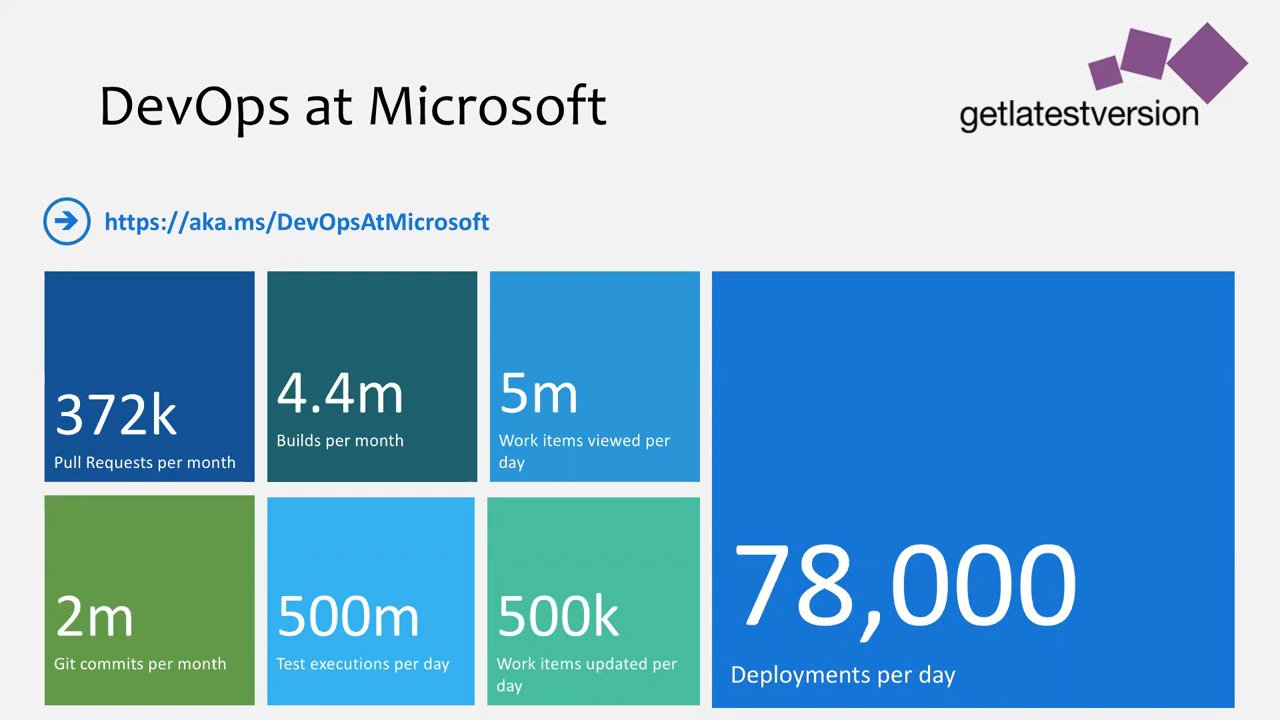 DevOps at Microsoft
getlatestversion
https://aka.ms/DevOpsAtMicrosoft
372k
Pull Requests per month
4.4m
Builds per month
5m
Work items viewed per
day
2m
Git commits per month
500m
Test executions per day
500k
Work items updated per
day
78,000
Deployments per day